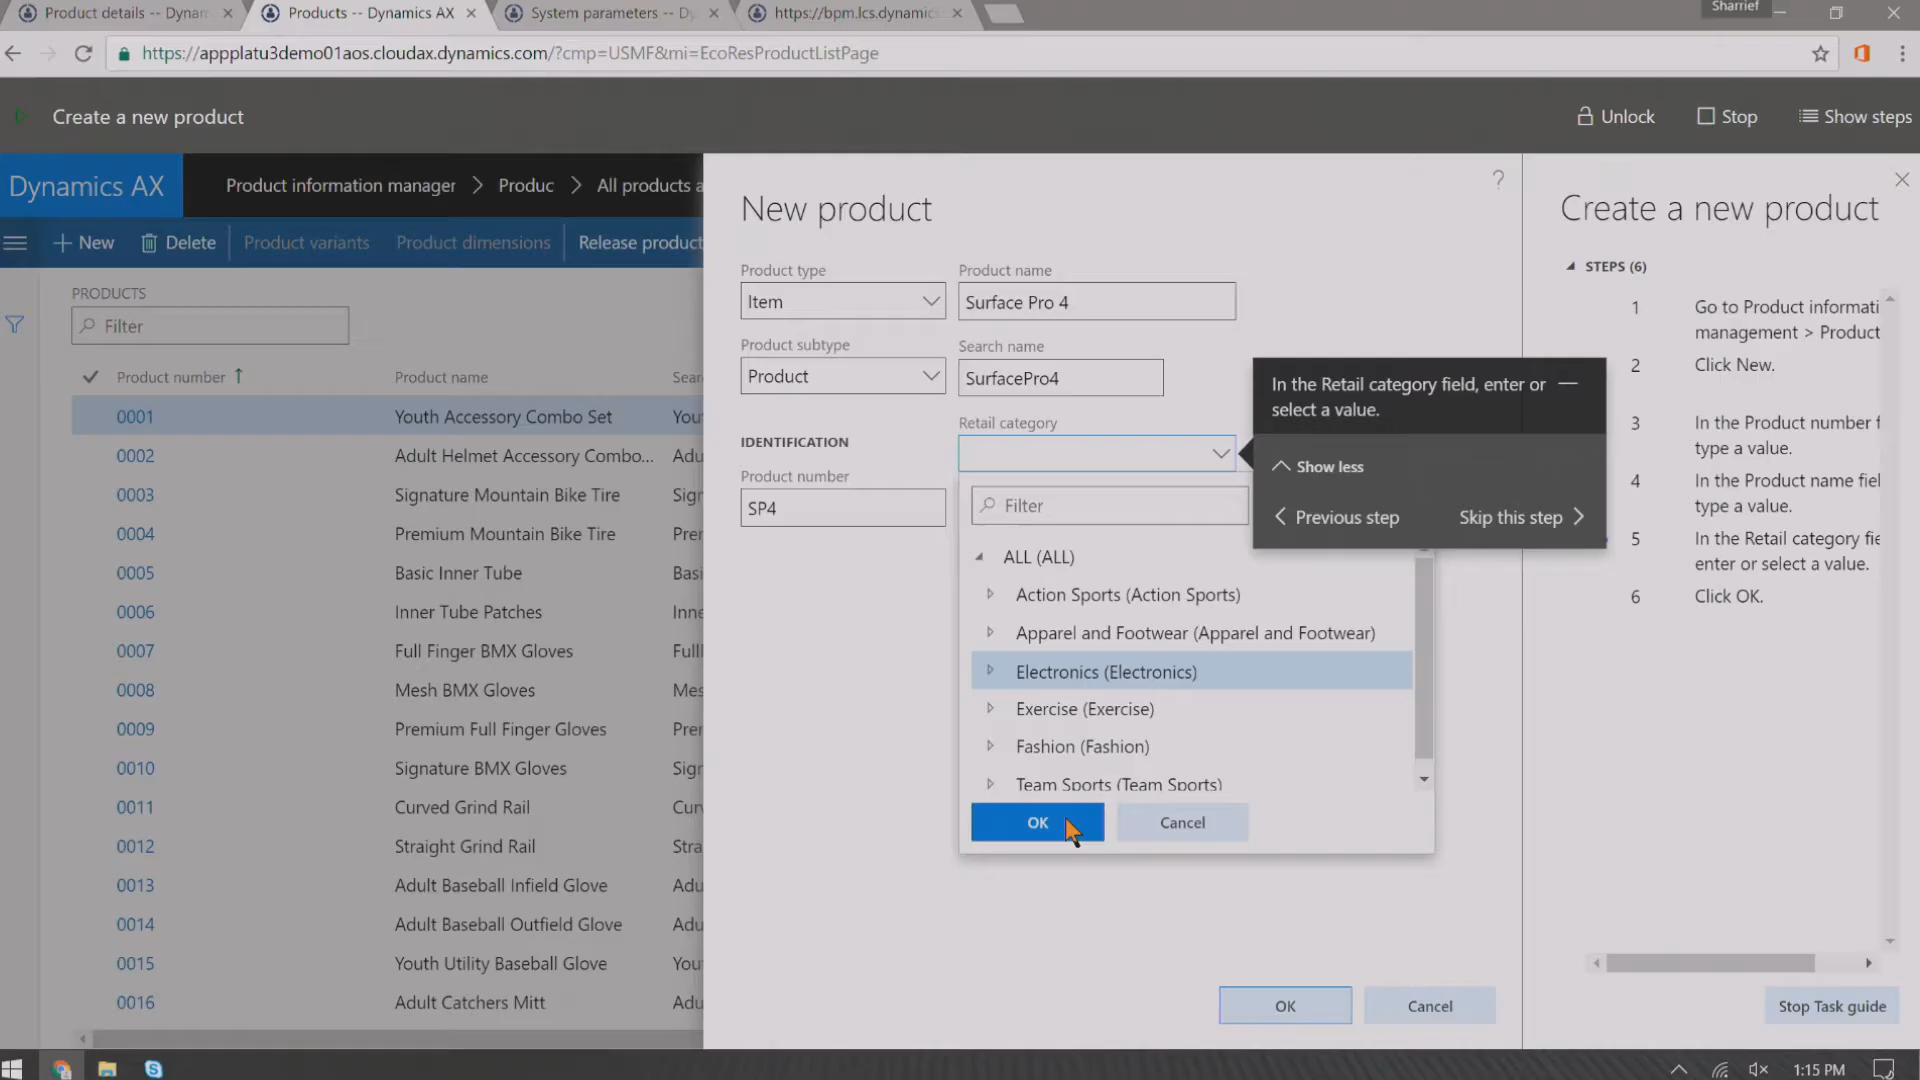 Product details -- Dynam
Products -- Dynamics AX
System parameters -- Dy
https://bpm.lcs.dynamics.
Sharrief
https://appplatu3demo01aos.cloudax.dynamics.com/?cmp=USMF&mi=EcoResProductListPage
Create a new product
Unlock
Stop
Show steps
Dynamics AX
Product information manager > Produc > All products a
New
Delete
Product variants
Product dimensions
Release product
PRODUCTS
Filter
Product number
Product name
Sear
0001 Youth Accessory Combo Set You
0002 Adult Helmet Accessory Combo... Adu
0003 Signature Mountain Bike Tire Sign
0004 Premium Mountain Bike Tire Prer
0005 Basic Inner Tube Basi
0006 Inner Tube Patches Inne
0007 Full Finger BMX Gloves Full
0008 Mesh BMX Gloves Mes
0009 Premium Full Finger Gloves Prer
0010 Signature BMX Gloves Sigr
0011 Curved Grind Rail Curv
0012 Straight Grind Rail Stra
0013 Adult Baseball Infield Glove Adu
0014 Adult Baseball Outfield Glove Adu
0015 Youth Utility Baseball Glove You
0016 Adult Catchers Mitt Adu
New product
?
Product type
Item
Product name
Surface Pro 4
Product subtype
Product
Search name
SurfacePro4
IDENTIFICATION
Product number
SP4
Retail category
Filter
ALL (ALL)
Action Sports (Action Sports)
Apparel and Footwear (Apparel and Footwear)
Electronics (Electronics)
Exercise (Exercise)
Fashion (Fashion)
Team Sports (Team Sports)
OK
Cancel
In the Retail category field, enter or
select a value.
Show less
Previous step
Skip this step
OK
Cancel
Create a new product
STEPS (6)
1 Go to Product informati
management > Product
2 Click New.
3 In the Product number f
type a value.
4 In the Product name fiel
type a value.
5 In the Retail category fie
enter or select a value.
6 Click OK.
Stop Task guide
1:15 PM